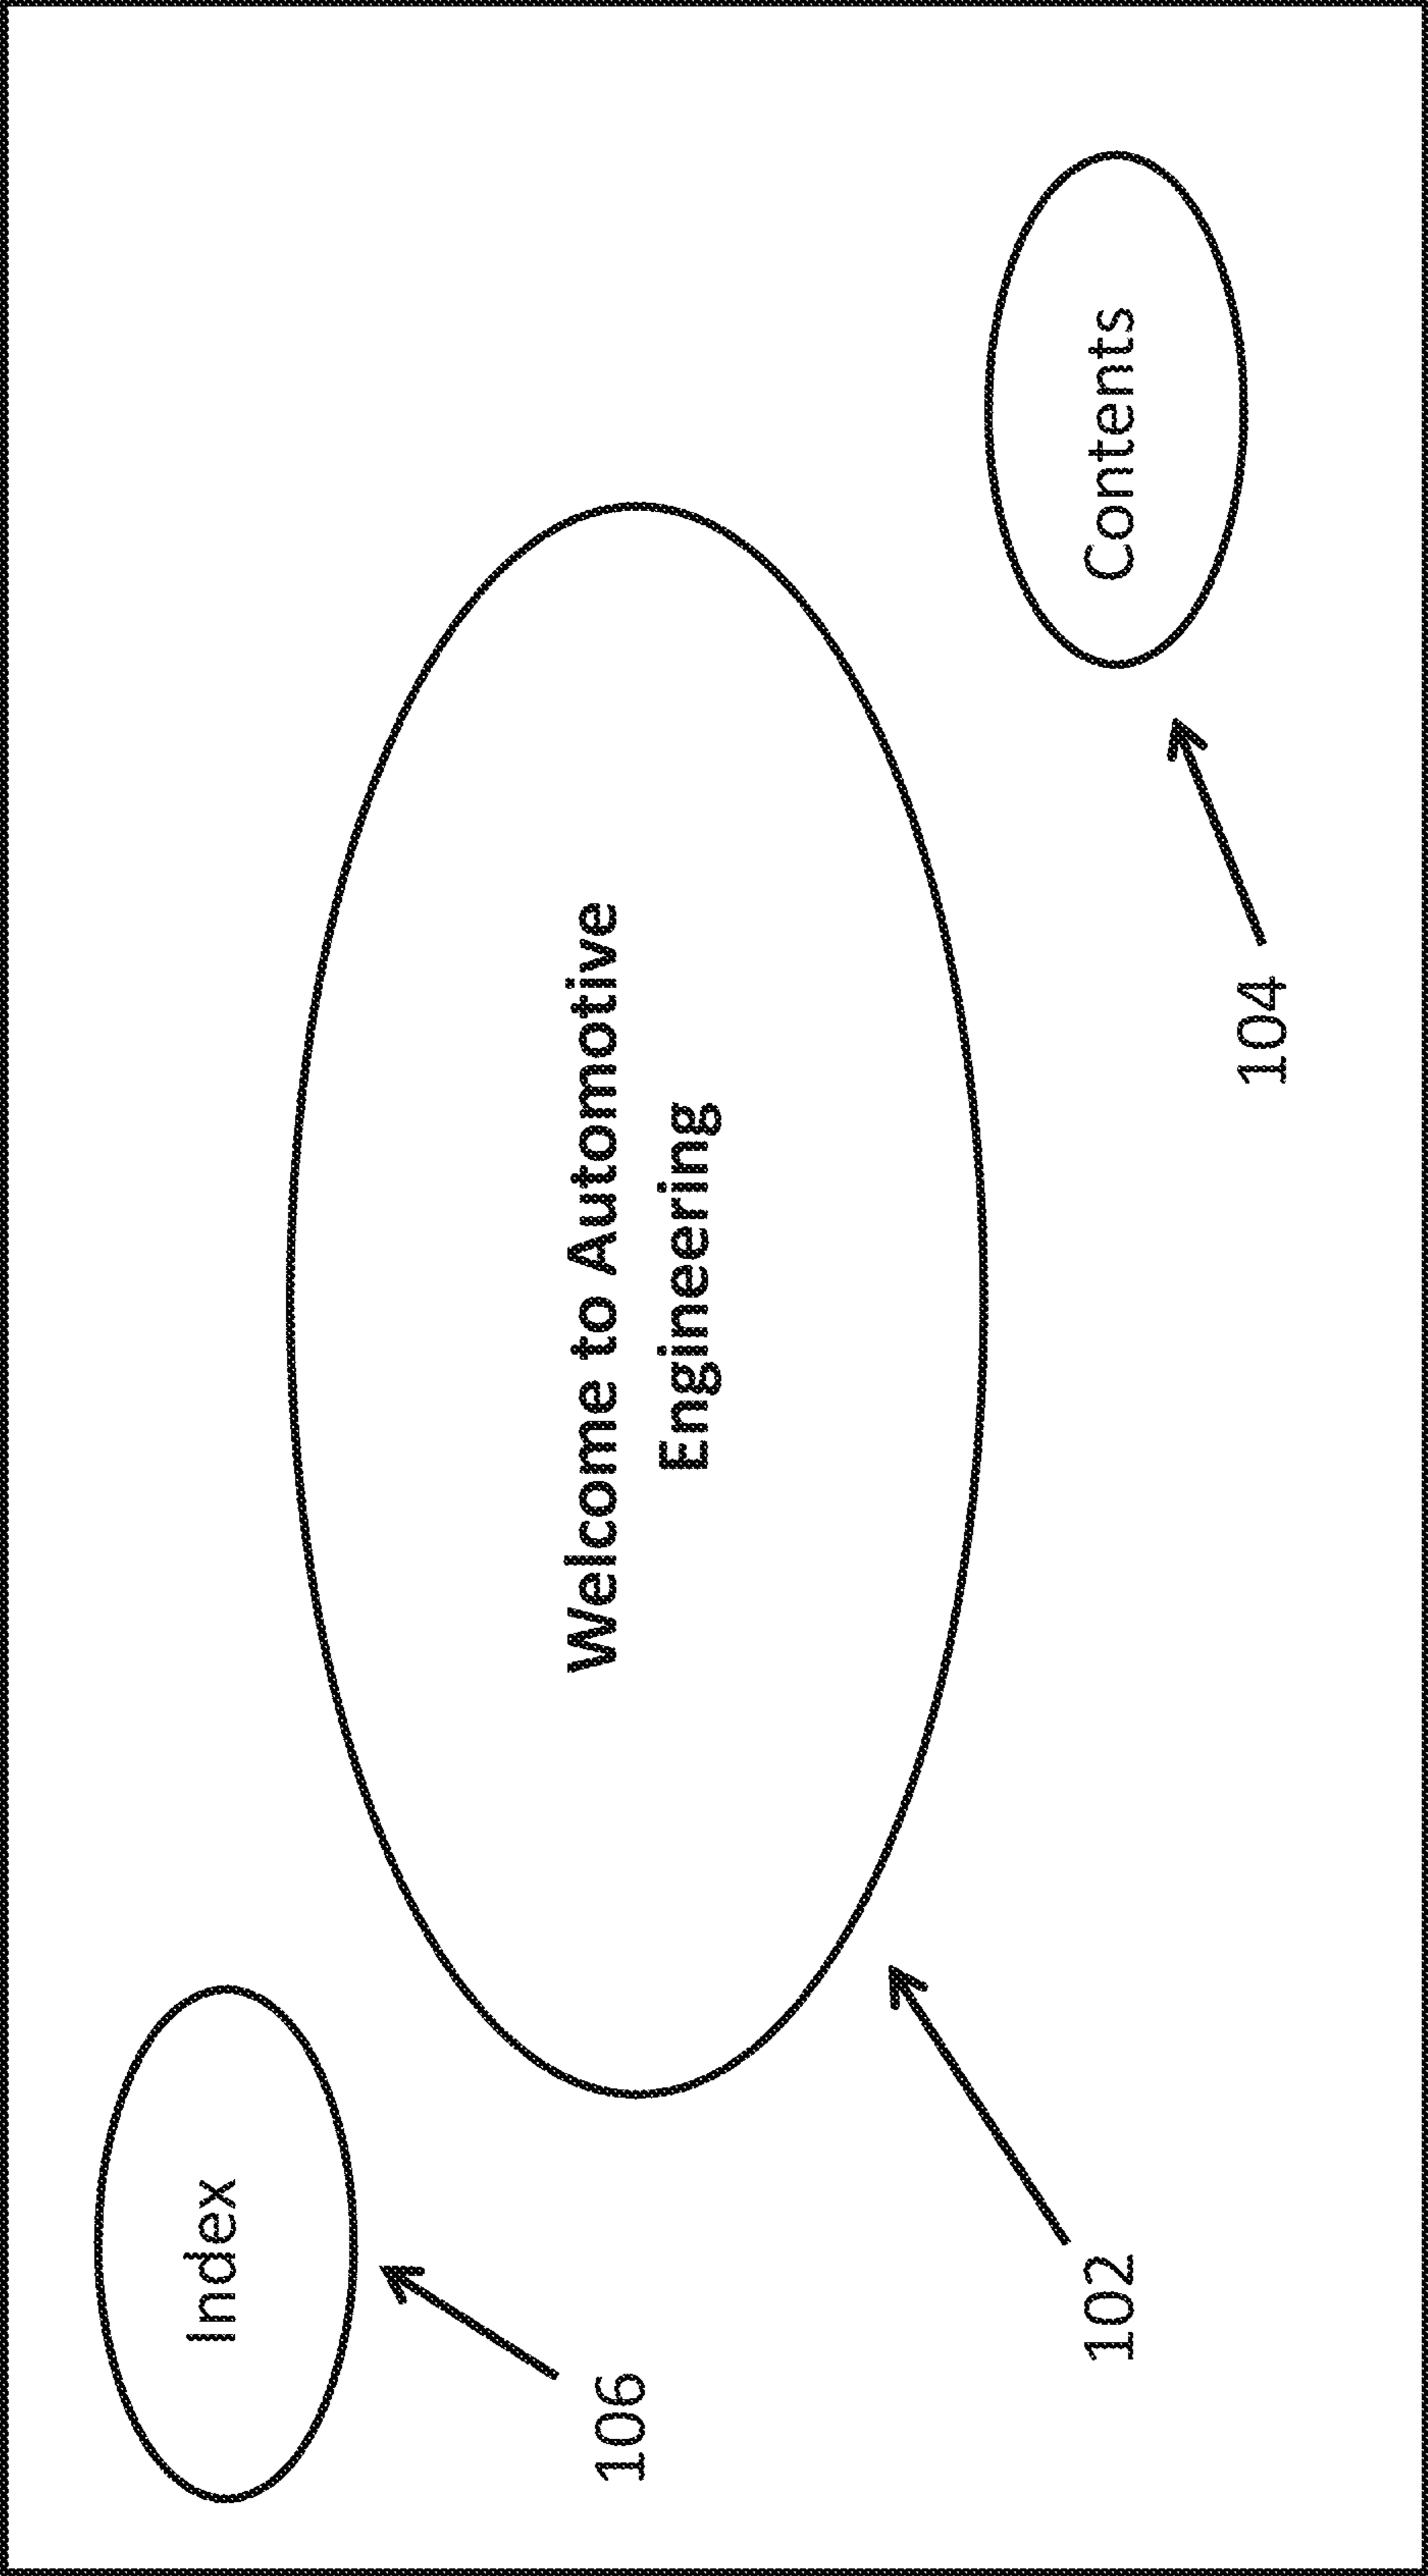 Index
106
Welcome to Automotive
Engineering
102
104
Contents